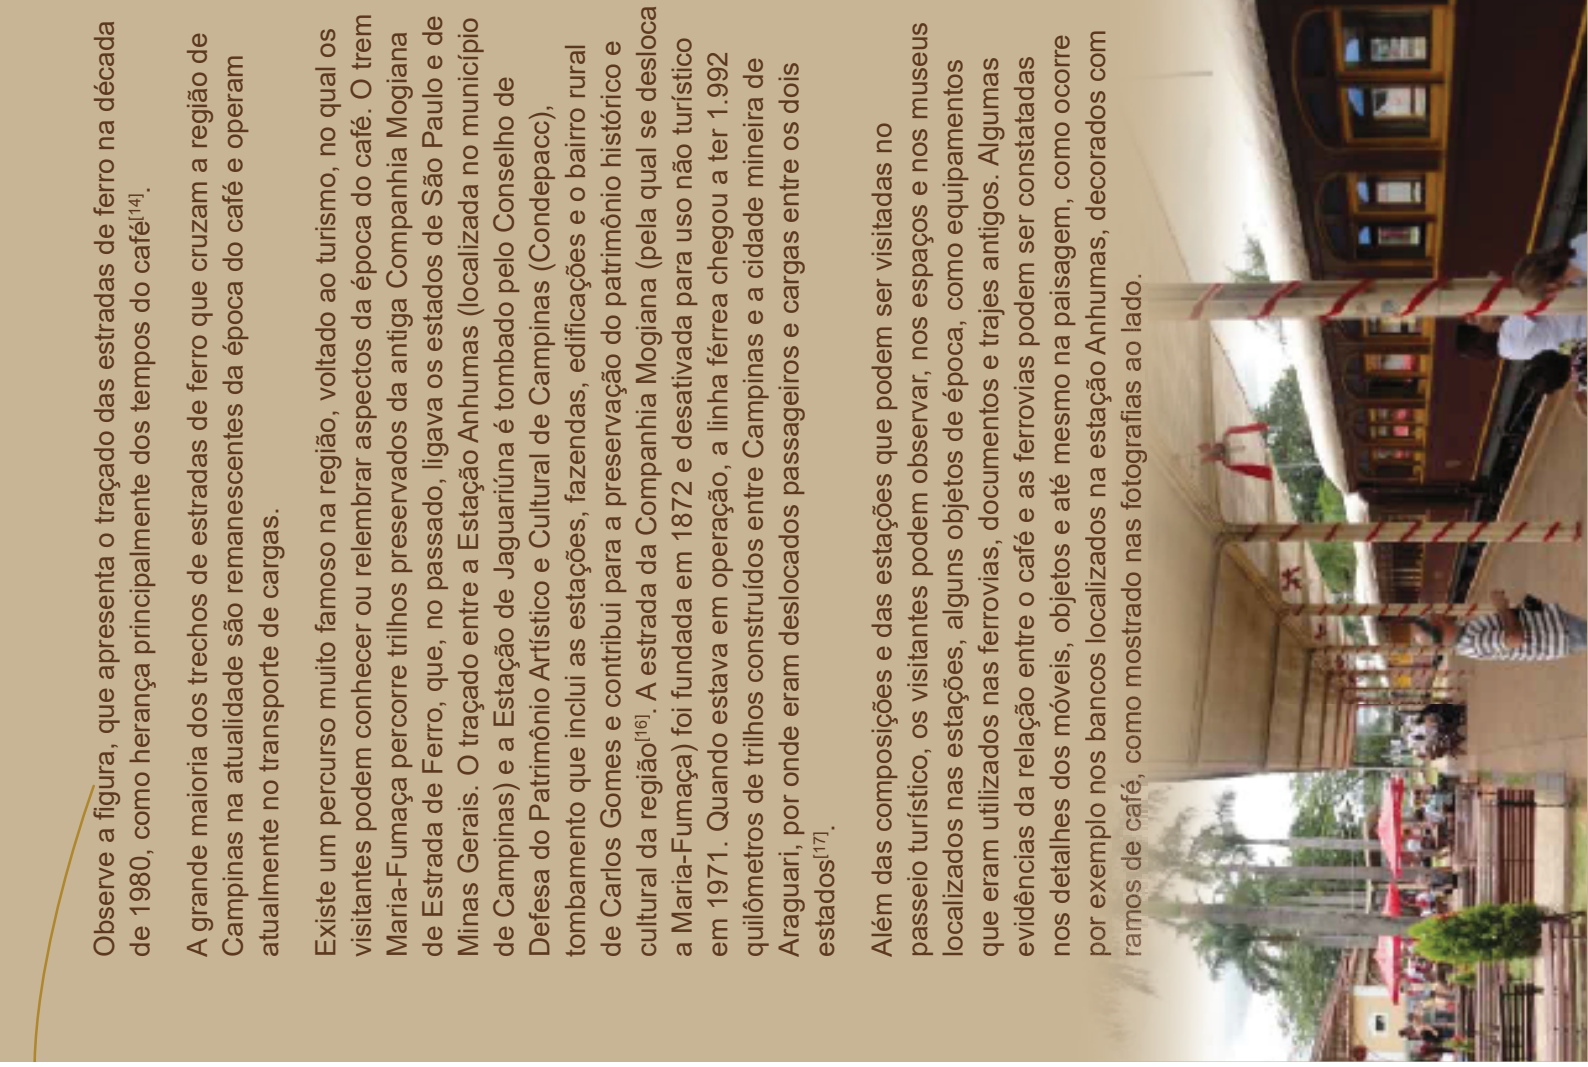 Observe a figura, que apresenta o traçado das estradas de ferro na década
de 1980, como herança principalmente dos tempos do café[14].
A grande maioria dos trechos de estradas de ferro que cruzam a região de
Campinas na atualidade são remanescentes da época do café e operam
atualmente no transporte de cargas.
Existe um percurso muito famoso na região, voltado ao turismo, no qual os
visitantes podem conhecer ou relembrar aspectos da época do café. O trem
Maria-Fumaça percorre trilhos preservados da antiga Companhia Mogiana
de Estrada de Ferro, que, no passado, ligava os estados de São Paulo e de
Minas Gerais. O traçado entre a Estação Anhumas (localizada no município
de Campinas) e a Estação de Jaguariúna é tombado pelo Conselho de
Defesa do Patrimônio Artístico e Cultural de Campinas (Condepacc),
tombamento que inclui as estações, fazendas, edificações e o bairro rural
de Carlos Gomes e contribui para a preservação do patrimônio histórico e
cultural da região[16]. A estrada da Companhia Mogiana (pela qual se desloca
a Maria-Fumaça) foi fundada em 1872 e desativada para uso não turístico
em 1971. Quando estava em operação, a linha férrea chegou a ter 1.992
quilômetros de trilhos construídos entre Campinas e a cidade mineira de
Araguari, por onde eram deslocados passageiros e cargas entre os dois
estados[17].
Além das composições e das estações que podem ser visitadas no
passeio turístico, os visitantes podem observar, nos espaços e nos museus
localizados nas estações, alguns objetos de época, como equipamentos
que eram utilizados nas ferrovias, documentos e trajes antigos. Algumas
evidências da relação entre o café e as ferrovias podem ser constatadas
nos detalhes dos móveis, objetos e até mesmo na paisagem, como ocorre
por exemplo nos bancos localizados na estação Anhumas, decorados com
ramos de café, como mostrado nas fotografias ao lado.